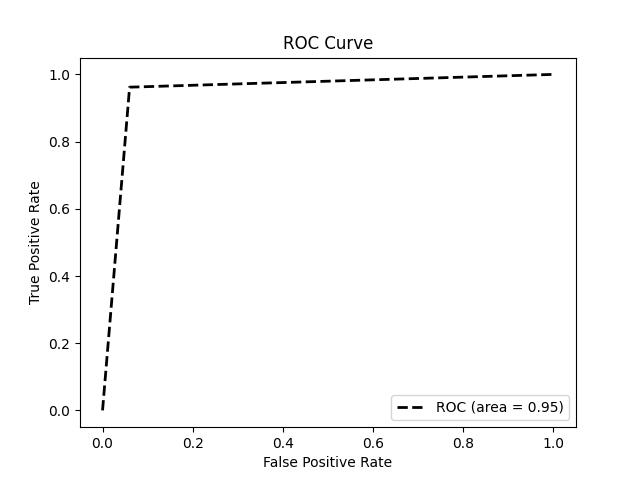 ROC Curve
1.0
0.8
0.6
0.4
0.2
0.0
True Positive Rate
ROC (area = 0.95)
0.0 0.2 0.4 0.6 0.8 1.0
False Positive Rate